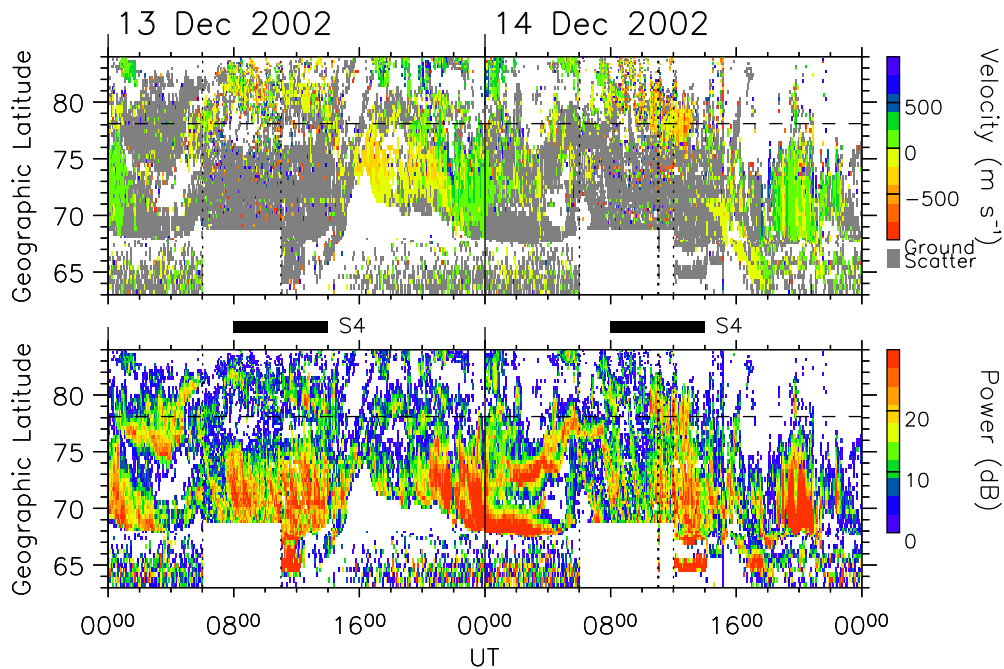 13 Dec 2002
14 Dec 2002
Geographic Latitude
80
75
70
65
500
0
−500
Ground
Scatter
Velocity (m s⁻¹)
S4
S4
Geographic Latitude
80
75
70
65
20
10
0
Power (dB)
00⁰⁰ 08⁰⁰ 16⁰⁰ 00⁰⁰ 08⁰⁰ 16⁰⁰ 00⁰⁰
UT